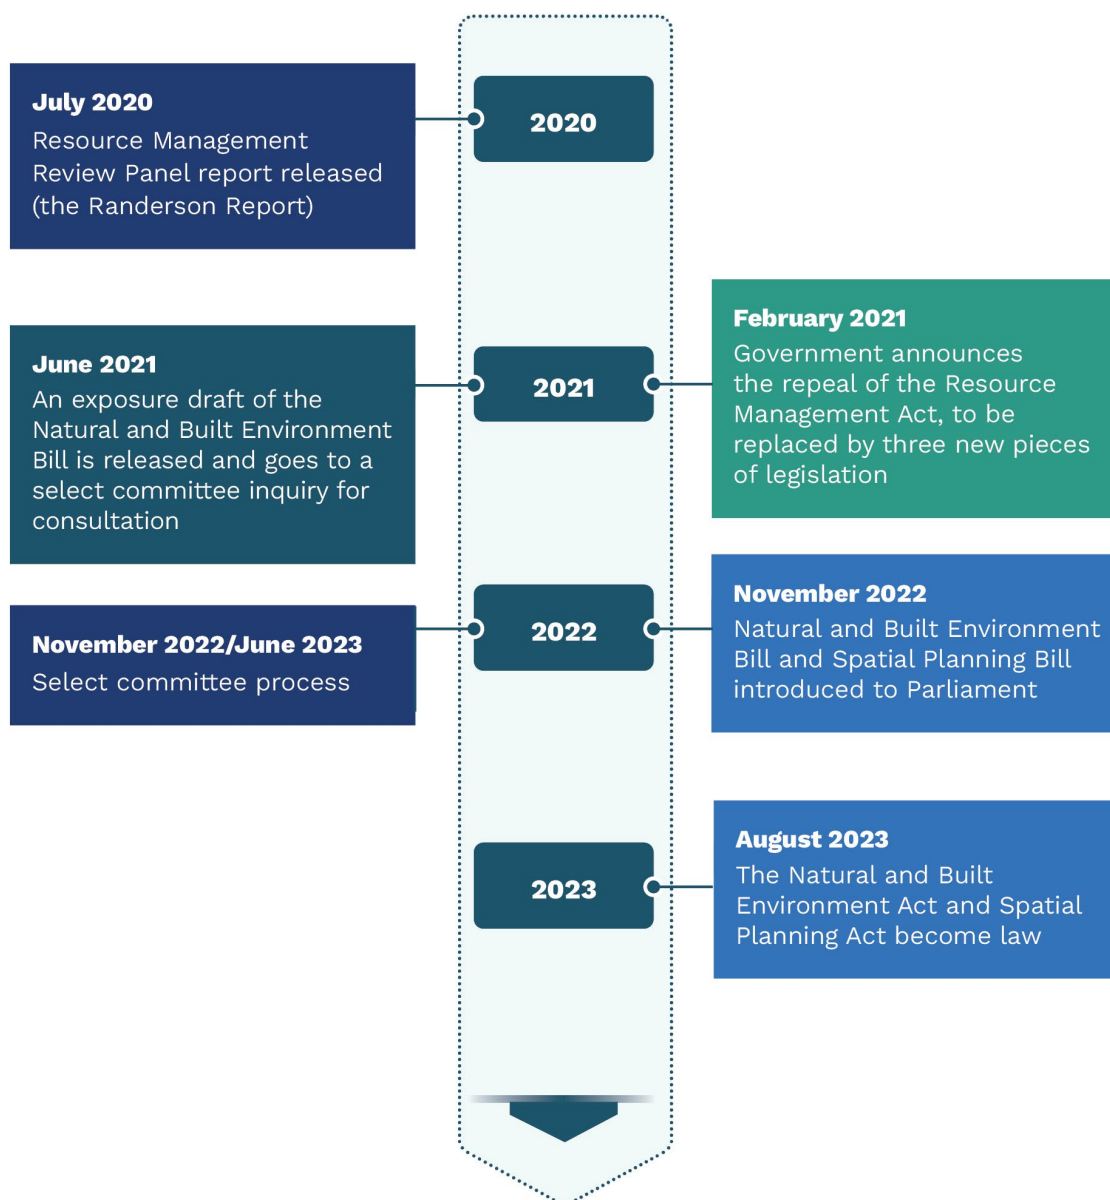 2020
July 2020
Resource Management
Review Panel report released
(the Randerson Report)
2021
February 2021
Government announces
the repeal of the Resource
Management Act, to be
replaced by three new pieces
of legislation
June 2021
An exposure draft of the
Natural and Built Environment
Bill is released and goes to a
select committee inquiry for
consultation
2022
November 2022
Natural and Built Environment
Bill and Spatial Planning Bill
introduced to Parliament
November 2022/June 2023
Select committee process
2023
August 2023
The Natural and Built
Environment Act and Spatial
Planning Act become law